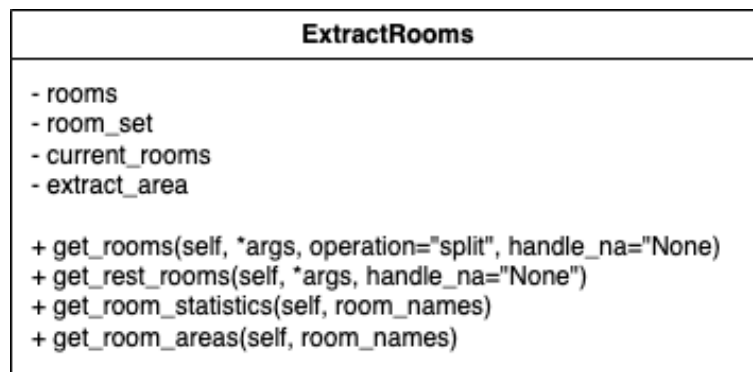 ExtractRooms
- rooms
- room_set
- current_rooms
- extract_area
+ get_rooms(self, *args, operation="split", handle_na="None)
+ get_rest_rooms(self, *args, handle_na="None")
+ get_room_statistics(self, room_names)
+ get_room_areas(self, room_names)